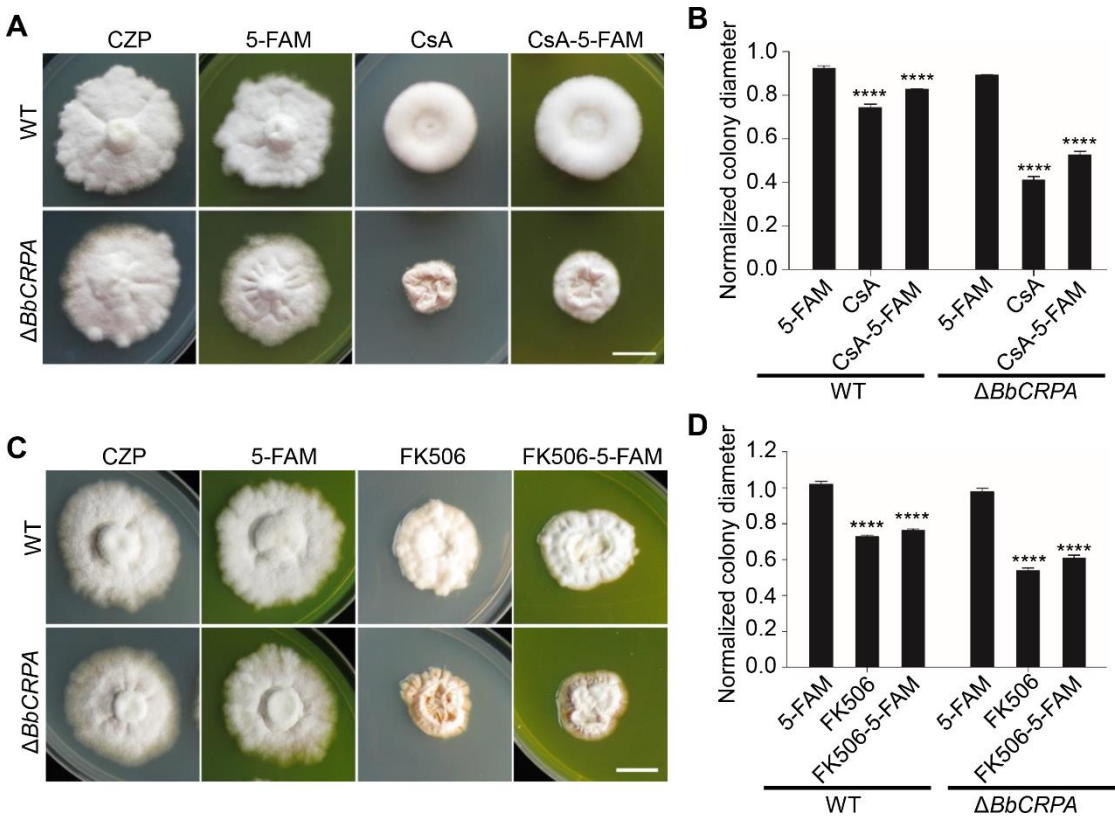 A
CZP 5-FAM CsA CsA-5-FAM
WT
ΔBbCRPA
B
Normalized colony diameter
1.0
0.8
0.6
0.4
0.2
0.0
**** **** **** ****
5-FAM CsA CsA-5-FAM 5-FAM CsA CsA-5-FAM
WT ΔBbCRPA
C
CZP 5-FAM FK506 FK506-5-FAM
WT
ΔBbCRPA
D
Normalized colony diameter
1.2
1.0
0.8
0.6
0.4
0.2
0.0
**** **** **** ****
5-FAM FK506 FK506-5-FAM 5-FAM FK506 FK506-5-FAM
WT ΔBbCRPA